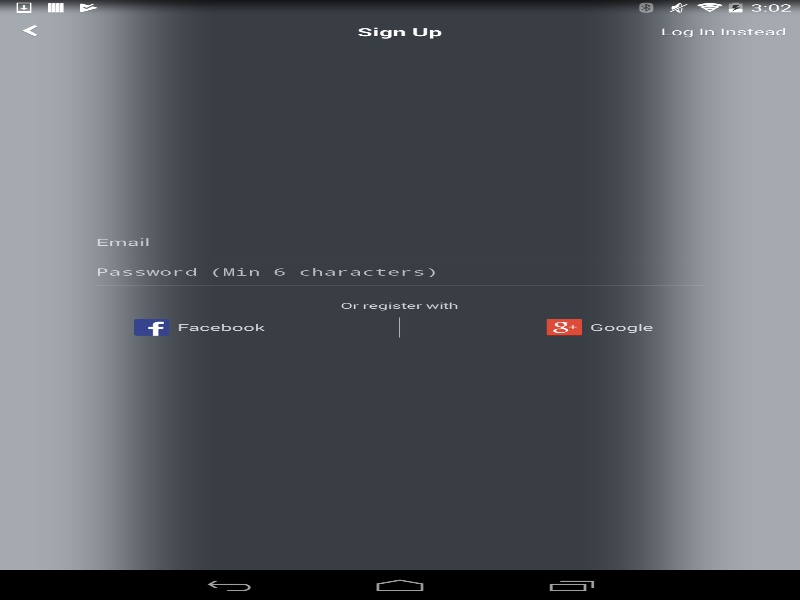 3:02
Sign Up
Log In Instead
Email
Password (Min 6 characters)
Or register with
f Facebook
g+ Google